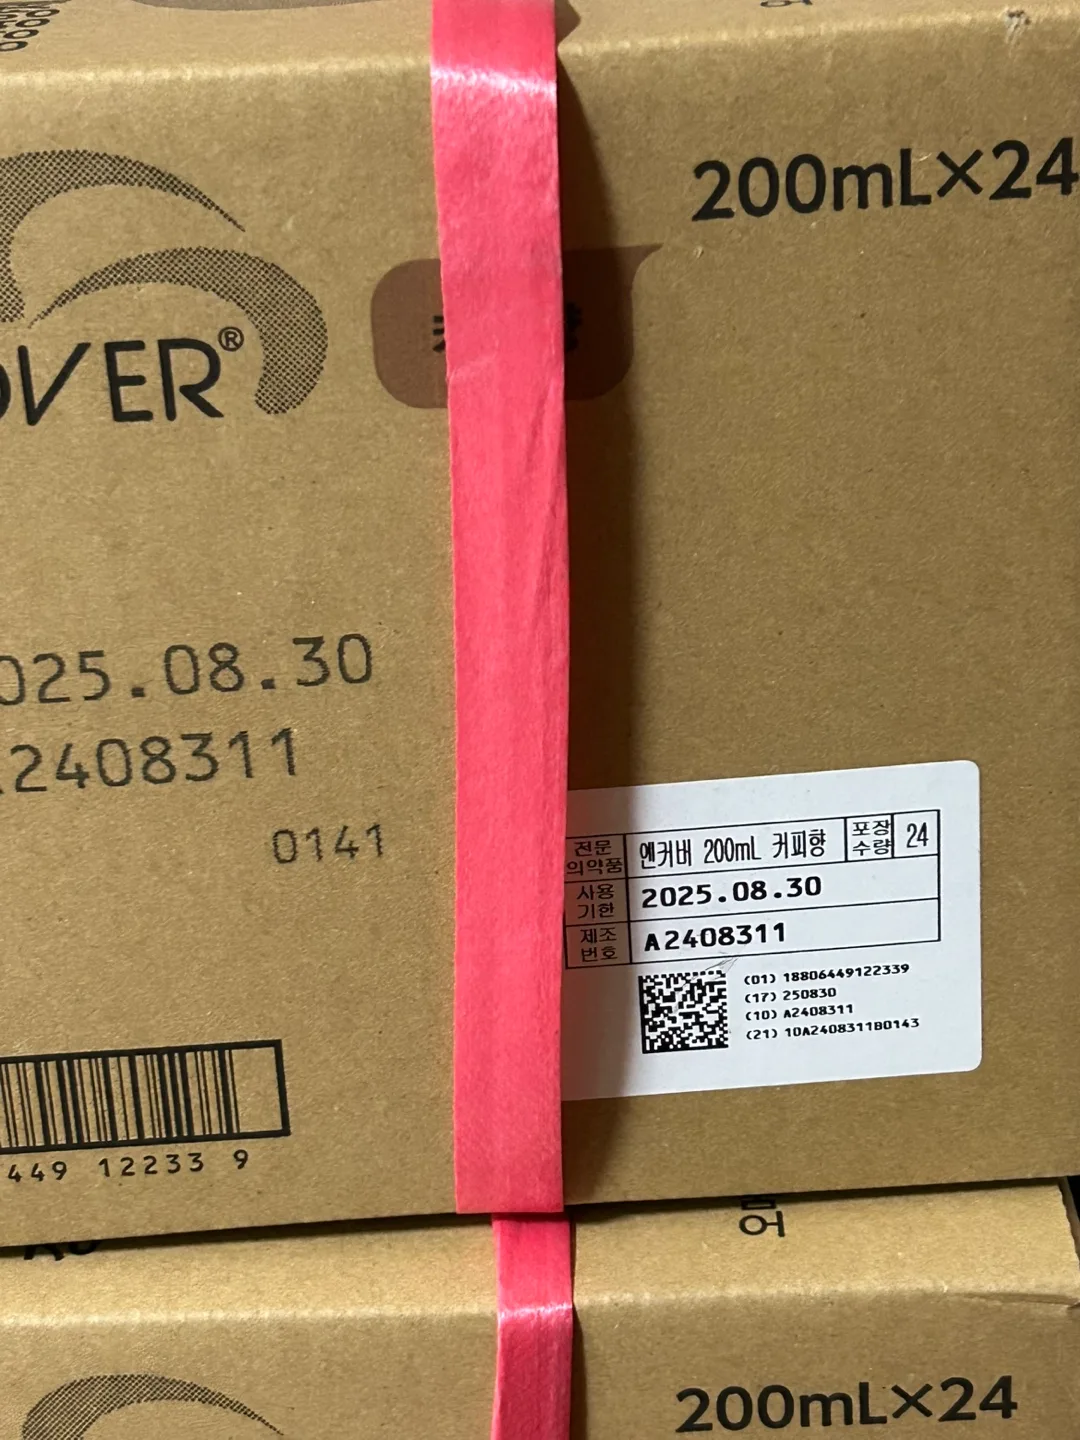 200mL×24
OVER®
025.08.30
2408311
0141
전문
의약품
엔커버 200mL 커피향
포장
수량
24
사용
기한
2025.08.30
제조
번호
A2408311
(01) 18806449122339
(17) 250830
(10) A2408311
(21) 10A2408311B0143
449 12233 9
200mL×24